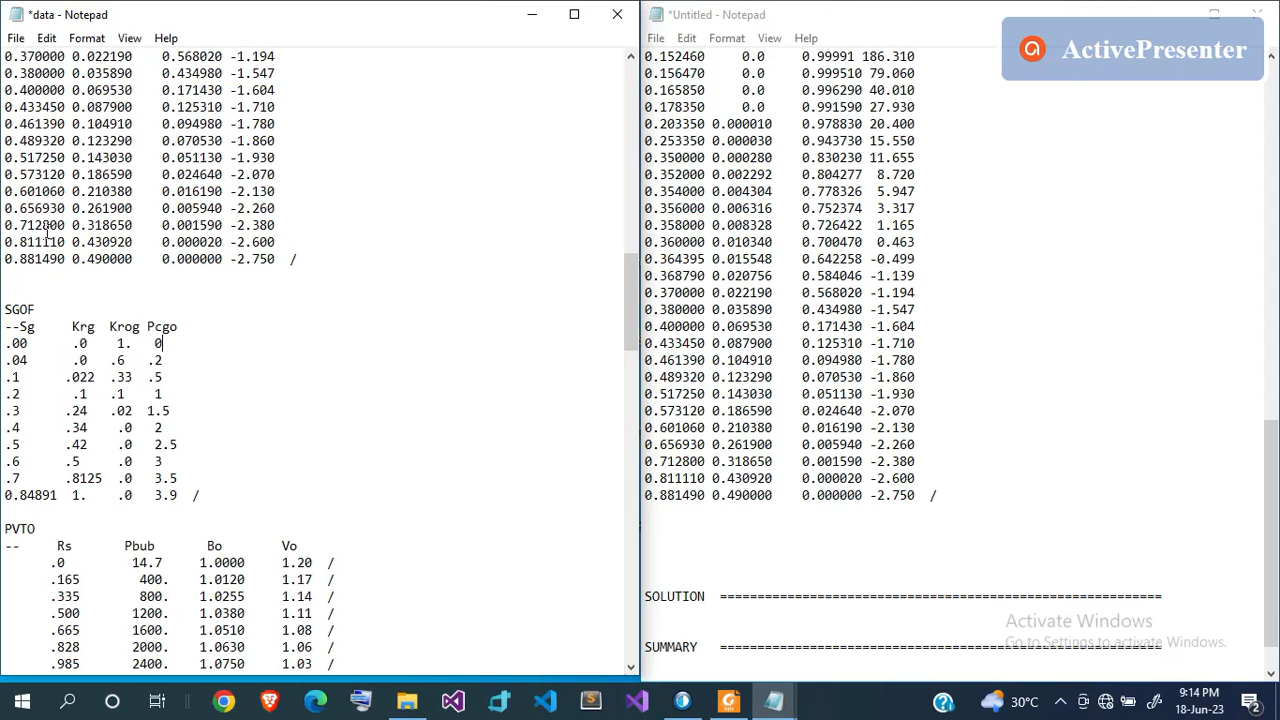 *data - Notepad
File Edit Format View Help
0.370000 0.022190 0.568020 -1.194
0.380000 0.035890 0.434980 -1.547
0.400000 0.069530 0.171430 -1.604
0.433450 0.087900 0.125310 -1.710
0.461390 0.104910 0.094980 -1.780
0.489320 0.123290 0.070530 -1.860
0.517250 0.143030 0.051130 -1.930
0.573120 0.186590 0.024640 -2.070
0.601060 0.210380 0.016190 -2.130
0.656930 0.261900 0.005940 -2.260
0.712800 0.318650 0.001590 -2.380
0.811110 0.430920 0.000020 -2.600
0.881490 0.490000 0.000000 -2.750 /
SGOF
--Sg Krg Krog Pcgo
.00 .0 1. 0
.04 .0 .6 .2
.1 .022 .33 .5
.2 .1 .1 1
.3 .24 .02 1.5
.4 .34 .0 2
.5 .42 .0 2.5
.6 .5 .0 3
.7 .8125 .0 3.5
0.84891 1. .0 3.9 /
PVTO
-- Rs Pbub Bo Vo
.0 14.7 1.0000 1.20 /
.165 400. 1.0120 1.17 /
.335 800. 1.0255 1.14 /
.500 1200. 1.0380 1.11 /
.665 1600. 1.0510 1.08 /
.828 2000. 1.0630 1.06 /
.985 2400. 1.0750 1.03 /
*Untitled - Notepad
File Edit Format View Help
ActivePresenter
0.152460 0.0 0.99991 186.310
0.156470 0.0 0.999510 79.060
0.165850 0.0 0.996290 40.010
0.178350 0.0 0.991590 27.930
0.203350 0.000010 0.978830 20.400
0.253350 0.000030 0.943730 15.550
0.350000 0.000280 0.830230 11.655
0.352000 0.002292 0.804277 8.720
0.354000 0.004304 0.778326 5.947
0.356000 0.006316 0.752374 3.317
0.358000 0.008328 0.726422 1.165
0.360000 0.010340 0.700470 0.463
0.364395 0.015548 0.642258 -0.499
0.368790 0.020756 0.584046 -1.139
0.370000 0.022190 0.568020 -1.194
0.380000 0.035890 0.434980 -1.547
0.400000 0.069530 0.171430 -1.604
0.433450 0.087900 0.125310 -1.710
0.461390 0.104910 0.094980 -1.780
0.489320 0.123290 0.070530 -1.860
0.517250 0.143030 0.051130 -1.930
0.573120 0.186590 0.024640 -2.070
0.601060 0.210380 0.016190 -2.130
0.656930 0.261900 0.005940 -2.260
0.712800 0.318650 0.001590 -2.380
0.811110 0.430920 0.000020 -2.600
0.881490 0.490000 0.000000 -2.750 /
SOLUTION ===========================================================
SUMMARY ===========================================================
Activate Windows
Go to Settings to activate Windows.
30°C
9:14 PM
18-Jun-23
2